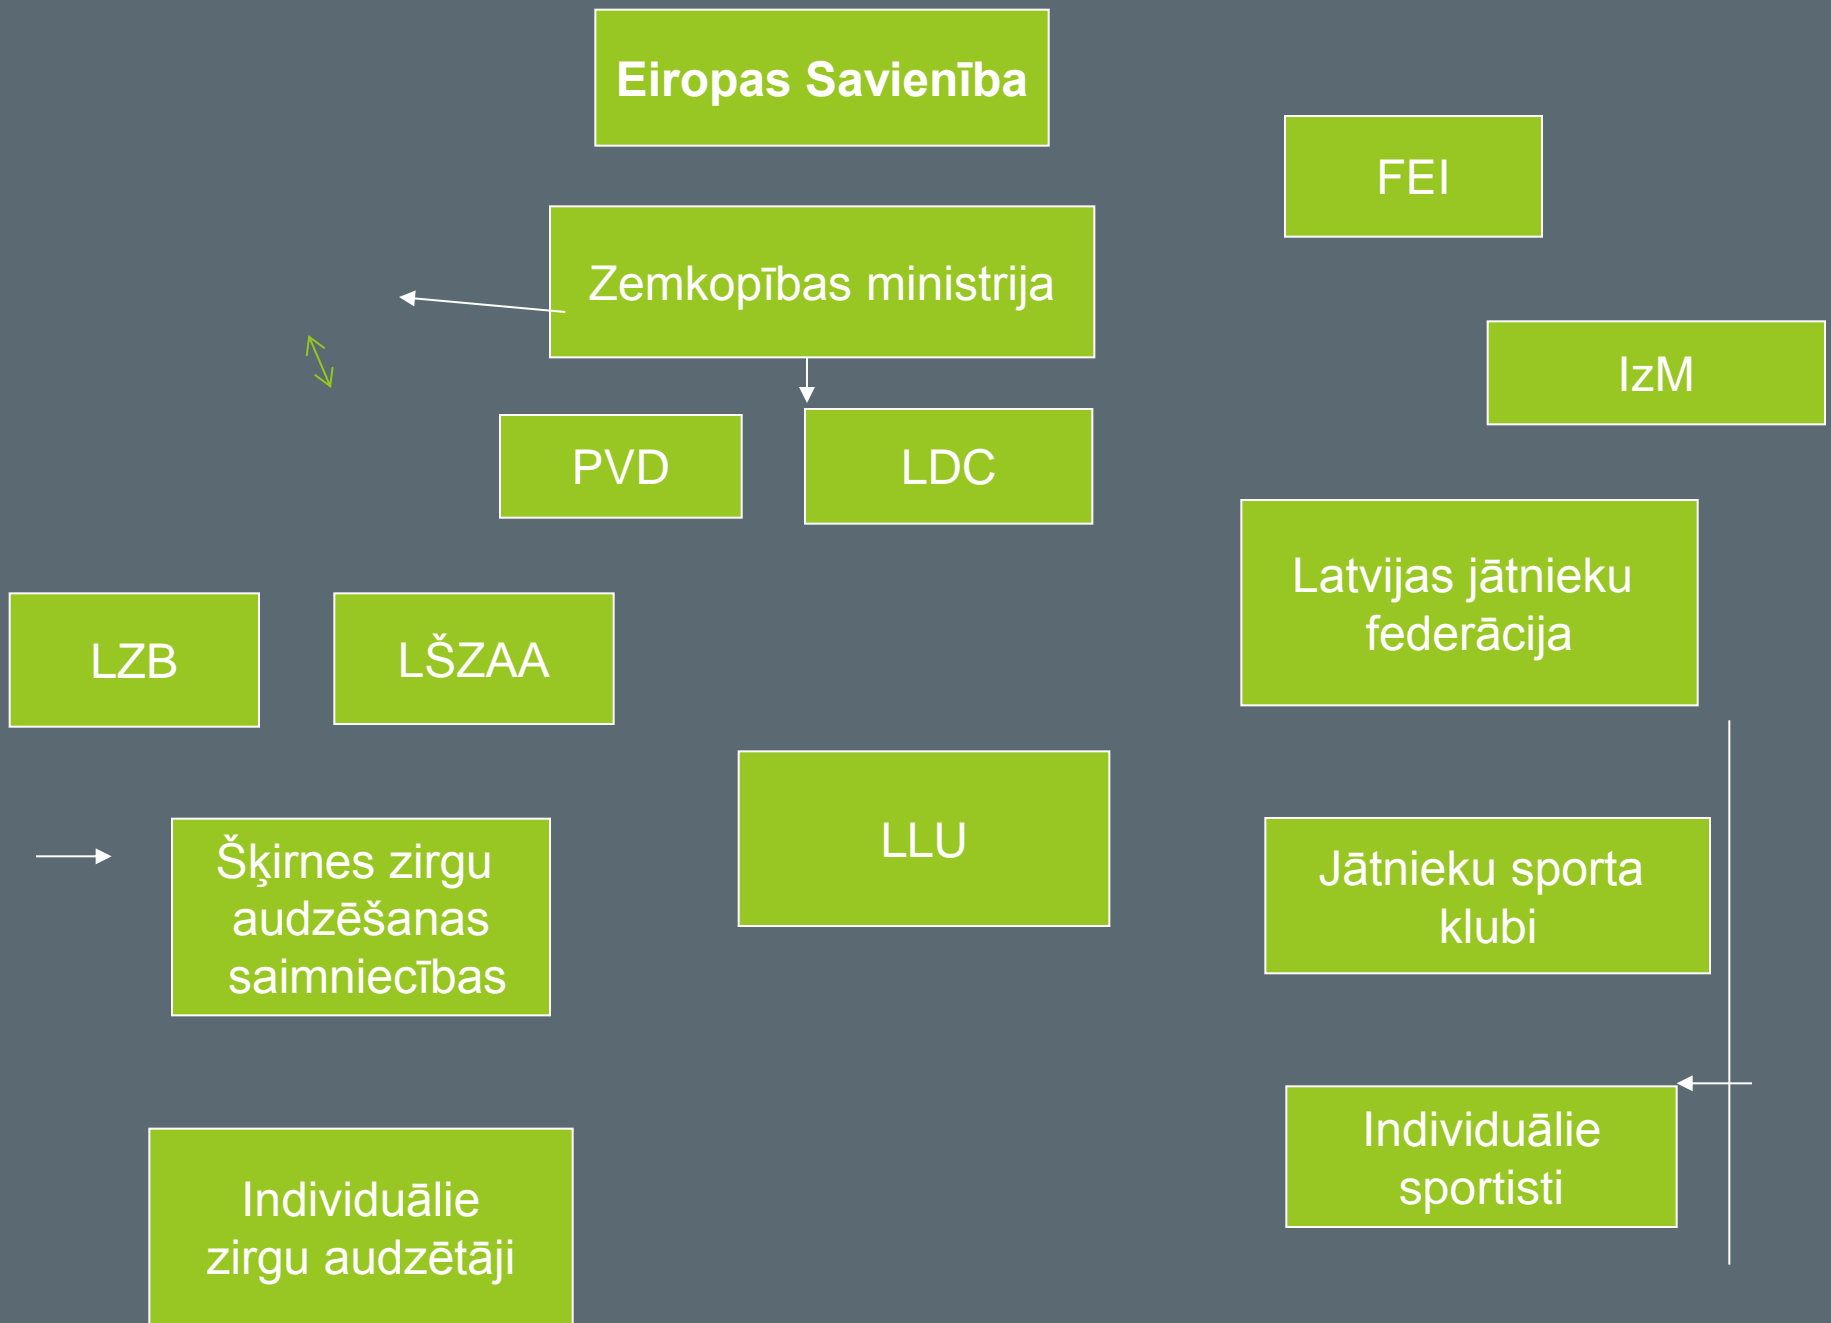 Eiropas Savienība
FEI
Zemkopības ministrija
IzM
PVD
LDC
Latvijas jātnieku
federācija
LZB
LŠZAA
LLU
Šķirnes zirgu
audzēšanas
saimniecības
Jātnieku sporta
klubi
Individuālie
sportisti
Individuālie
zirgu audzētāji